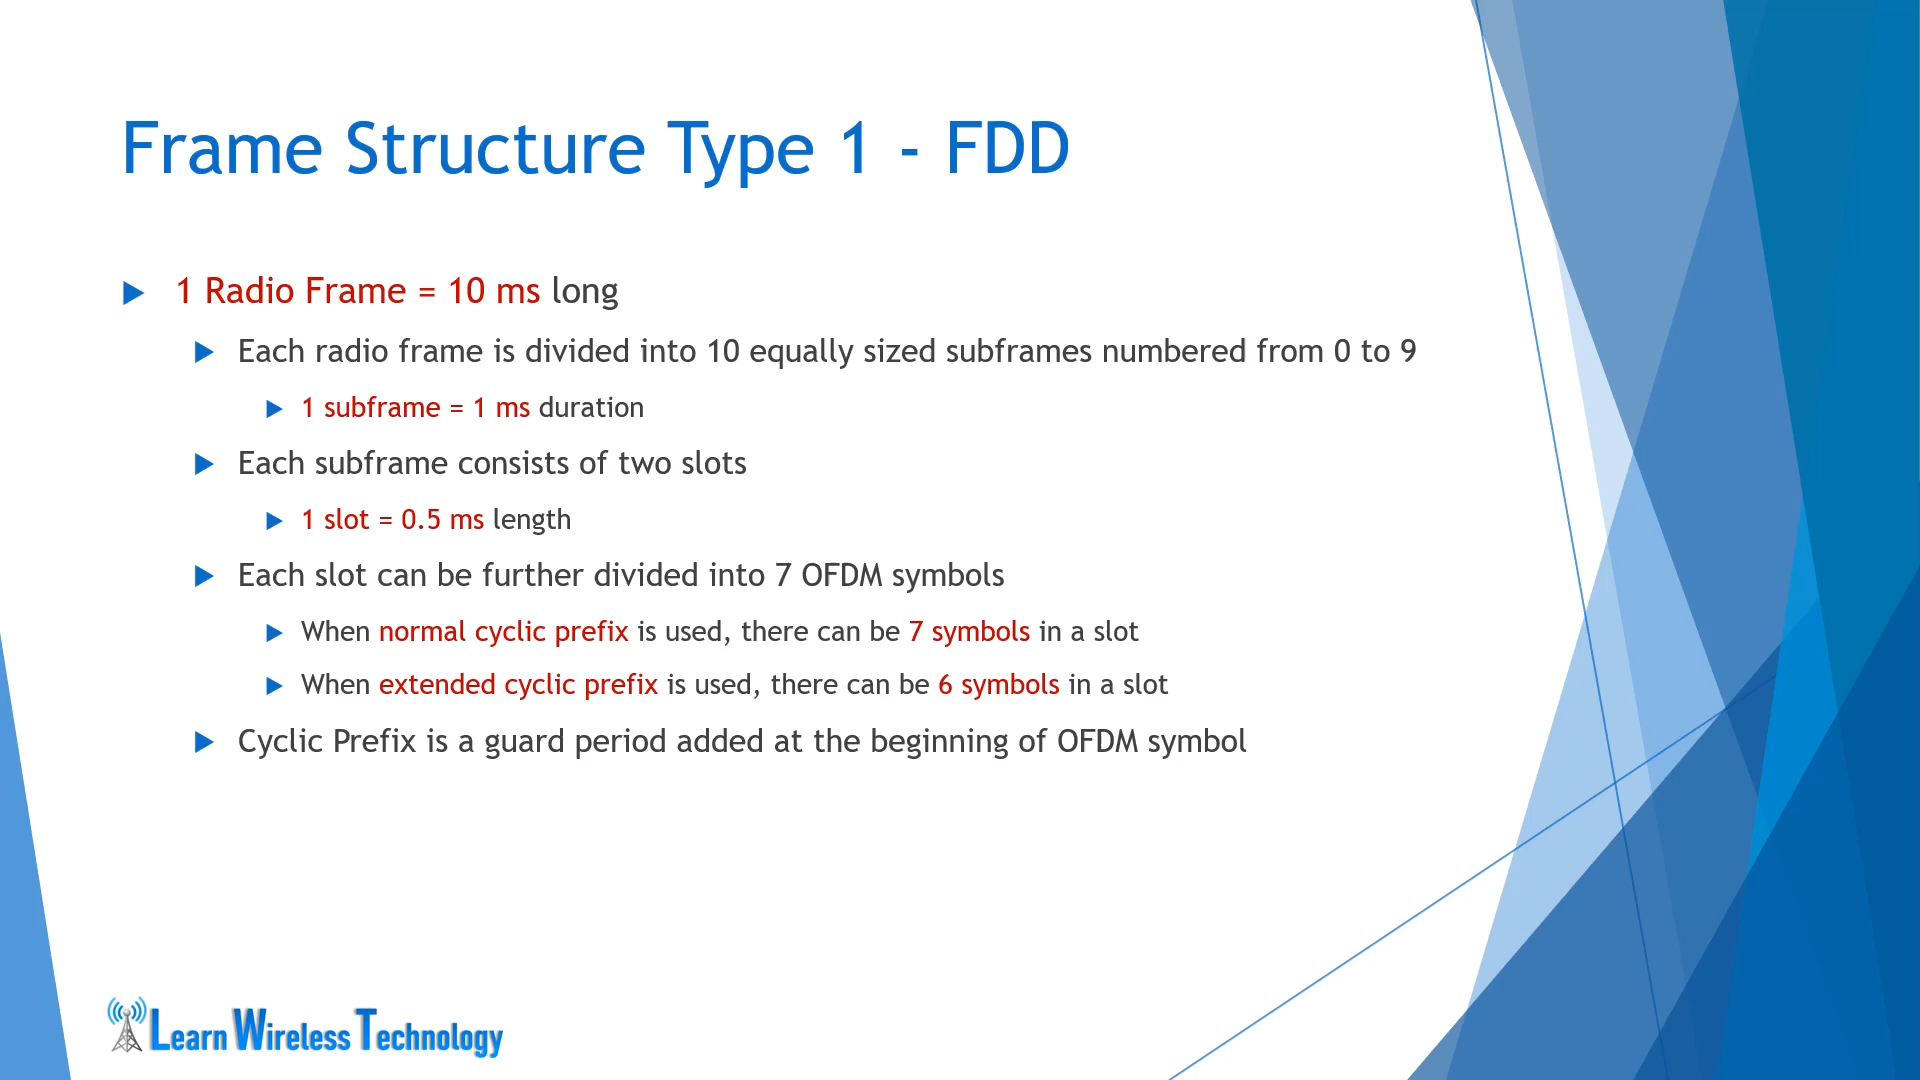 Frame Structure Type 1 - FDD
1 Radio Frame = 10 ms long
Each radio frame is divided into 10 equally sized subframes numbered from 0 to 9
1 subframe = 1 ms duration
Each subframe consists of two slots
1 slot = 0.5 ms length
Each slot can be further divided into 7 OFDM symbols
When normal cyclic prefix is used, there can be 7 symbols in a slot
When extended cyclic prefix is used, there can be 6 symbols in a slot
Cyclic Prefix is a guard period added at the beginning of OFDM symbol
Learn Wireless Technology